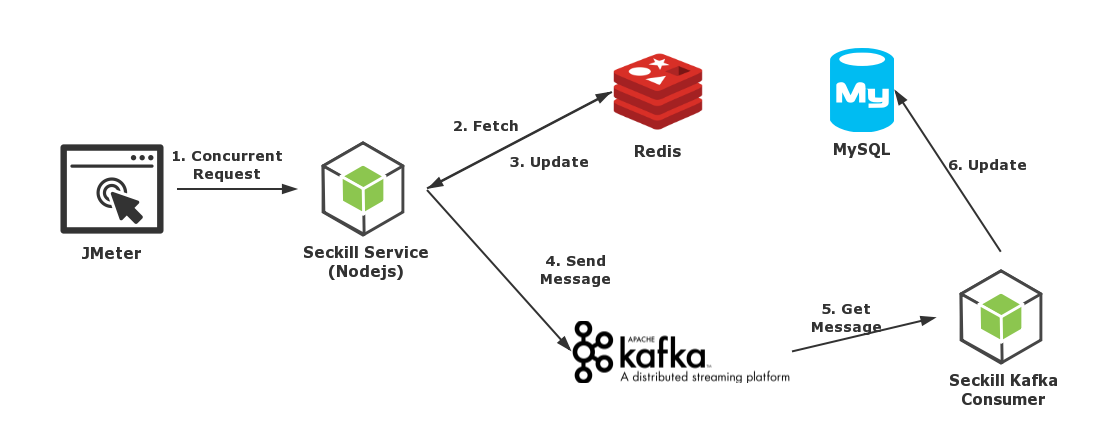 1. Concurrent
Request
JMeter
Seckill Service
(Nodejs)
2. Fetch
3. Update
Redis
My
MySQL
4. Send
Message
APACHE
kafka
A distributed streaming platform
5. Get
Message
6. Update
Seckill Kafka
Consumer